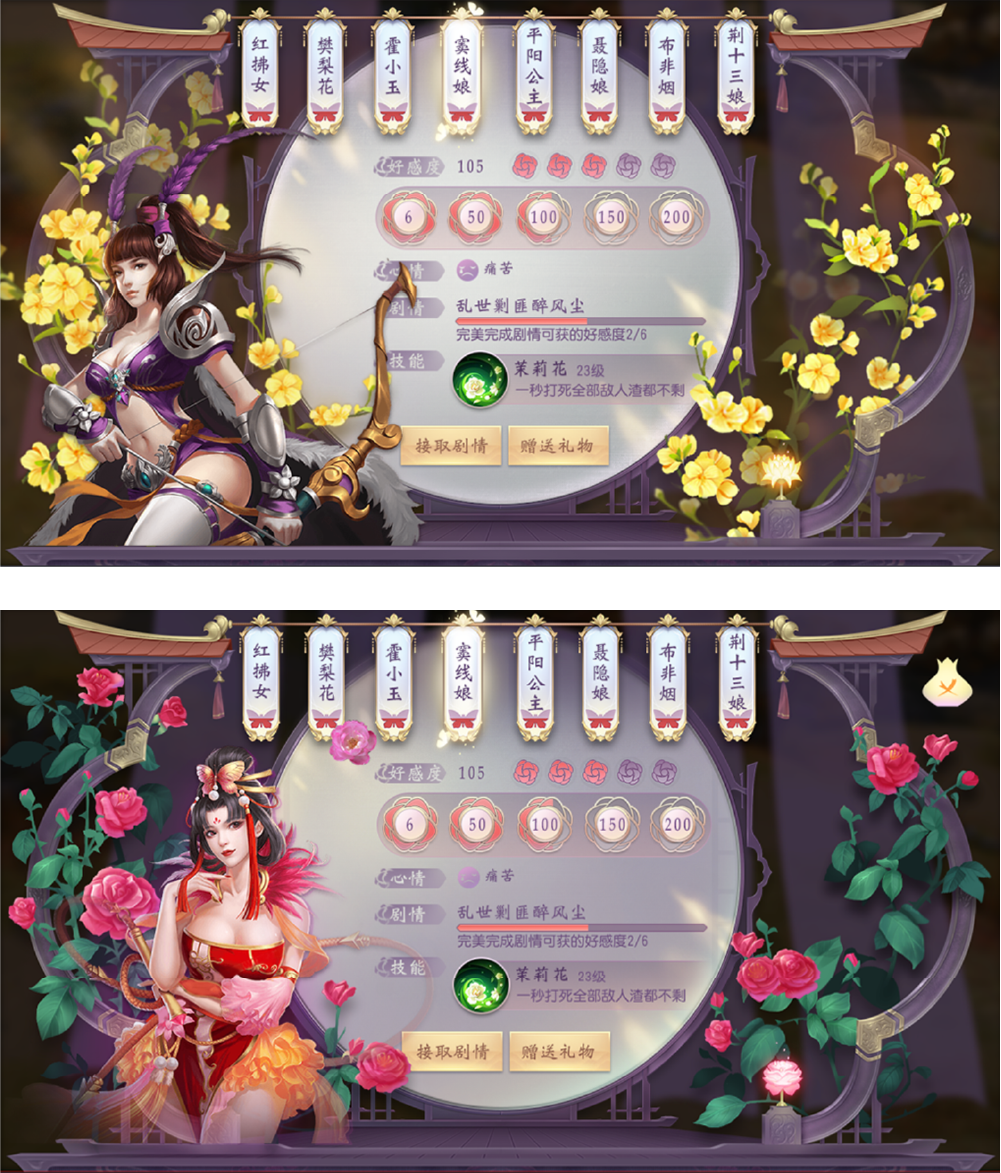 红拂女
樊梨花
霍小玉
窦线娘
平阳公主
聂隐娘
布非烟
荆十三娘
好感度 105
6 50 100 150 200
心情 痛苦
剧情 乱世剿匪醉风尘
完美完成剧情可获的好感度2/6
技能 茉莉花 23级
一秒打死全部敌人渣都不剩
接取剧情 赠送礼物
红拂女
樊梨花
霍小玉
窦线娘
平阳公主
聂隐娘
布非烟
荆十三娘
好感度 105
6 50 100 150 200
心情 痛苦
剧情 乱世剿匪醉风尘
完美完成剧情可获的好感度2/6
技能 茉莉花 23级
一秒打死全部敌人渣都不剩
接取剧情 赠送礼物